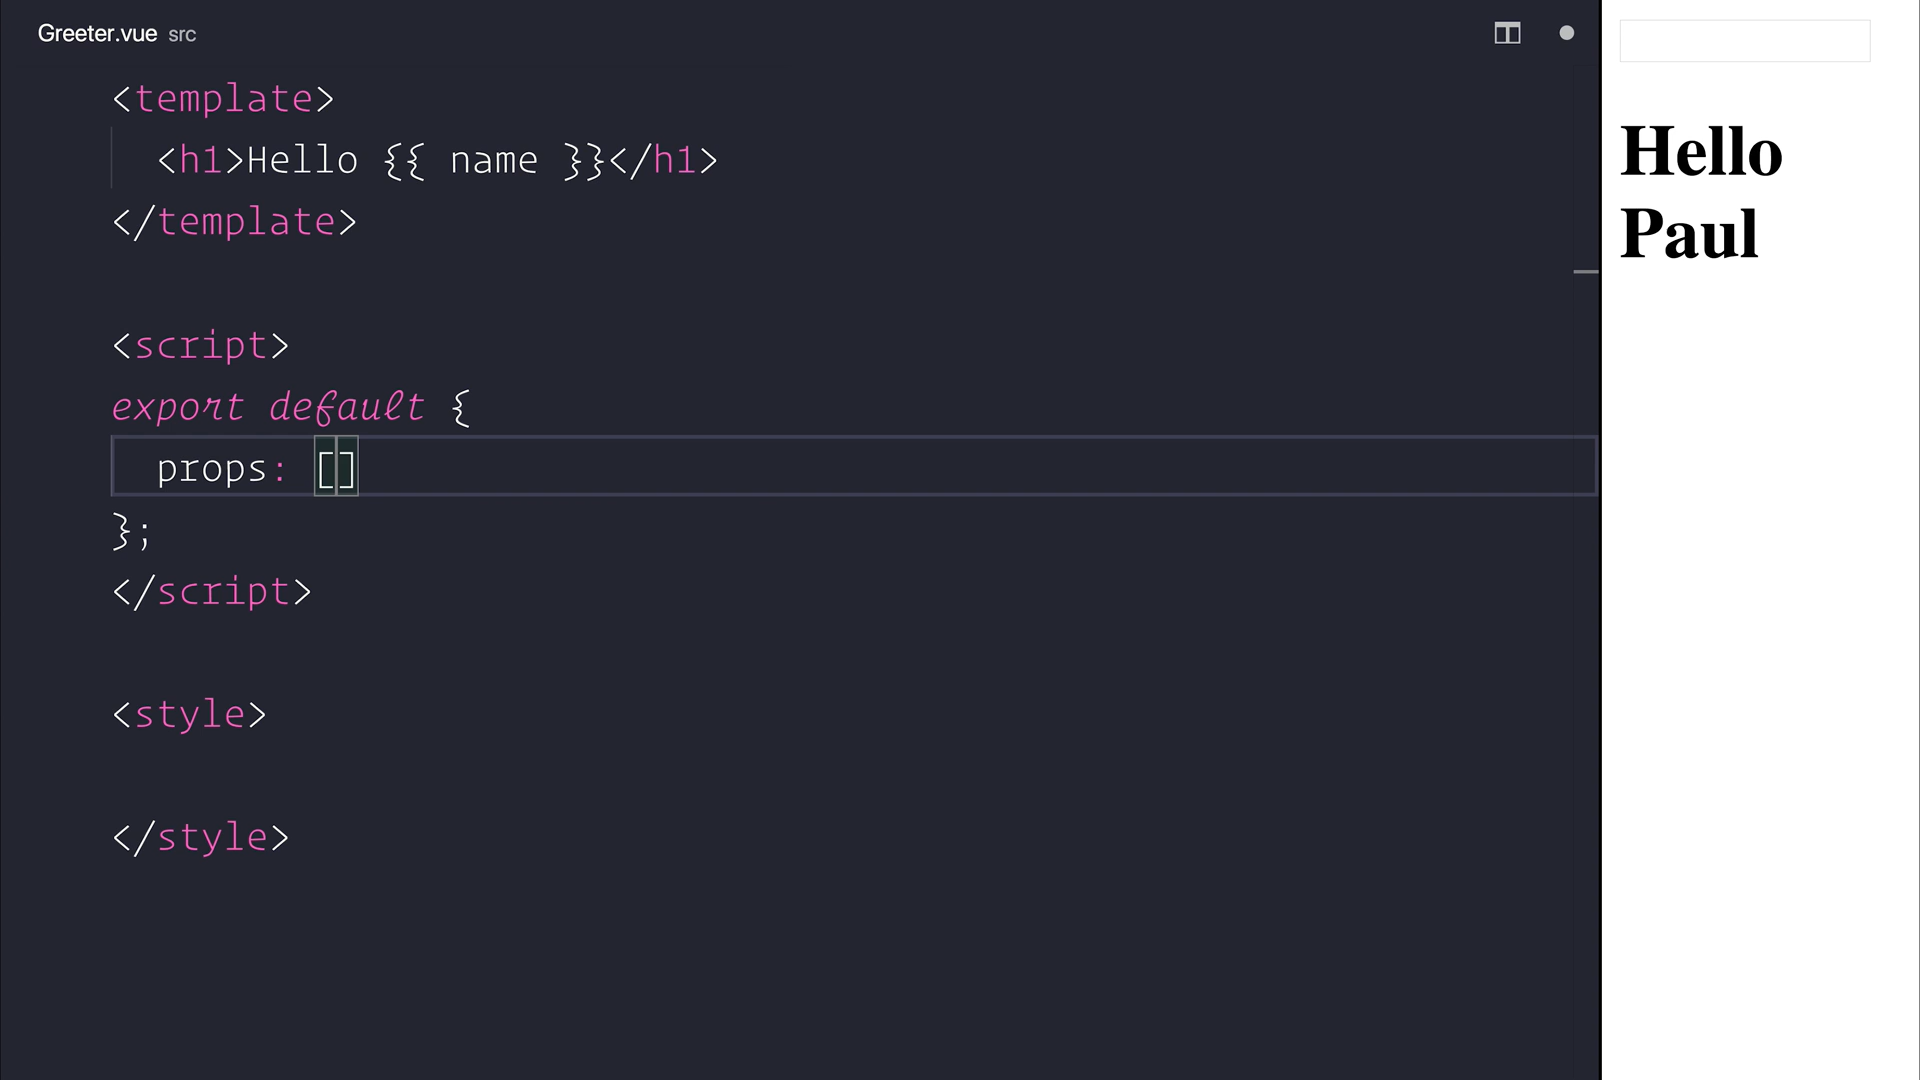 Greeter.vue src
<template>
<h1>Hello {{ name }}</h1>
</template>
<script>
export default {
props: []
};
</script>
<style>
</style>
Hello
Paul